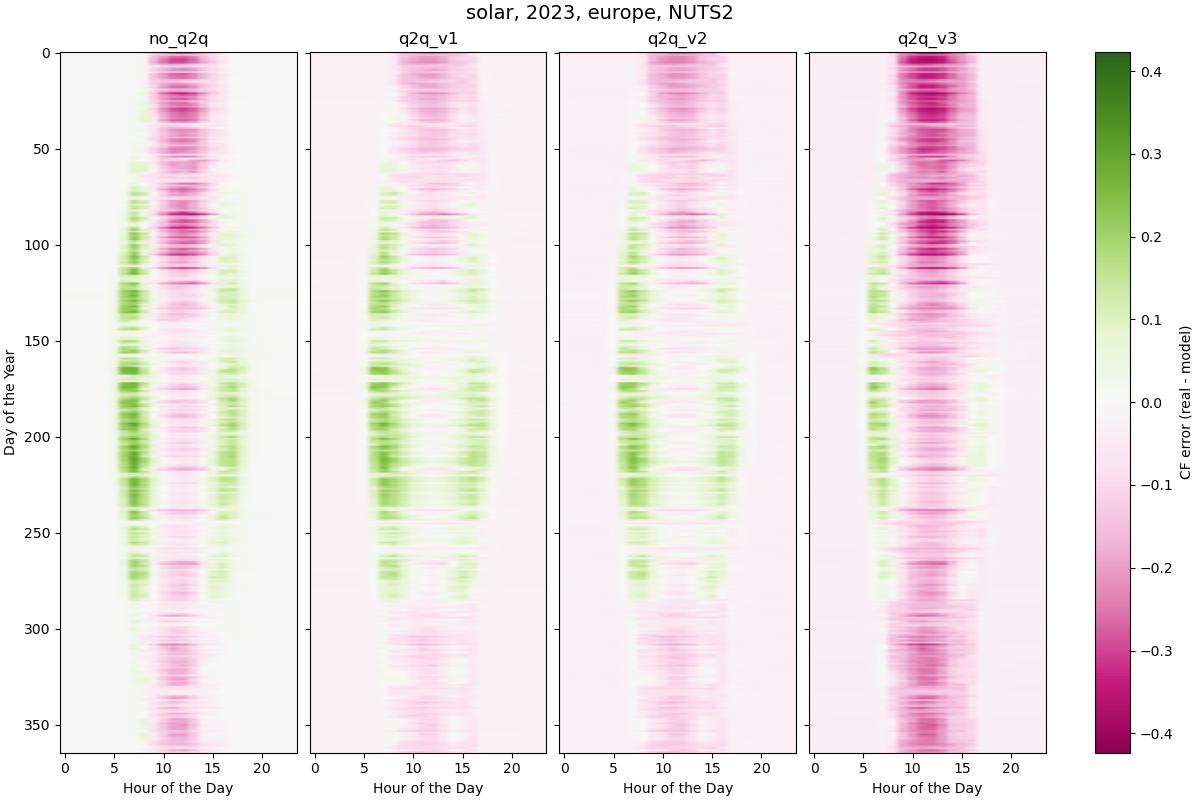 solar, 2023, europe, NUTS2
no_q2q
q2q_v1
q2q_v2
q2q_v3
Day of the Year
0
50
100
150
200
250
300
350
0 5 10 15 20
0 5 10 15 20
0 5 10 15 20
0 5 10 15 20
Hour of the Day
Hour of the Day
Hour of the Day
Hour of the Day
0.4
0.3
0.2
0.1
0.0
−0.1
−0.2
−0.3
−0.4
CF error (real - model)